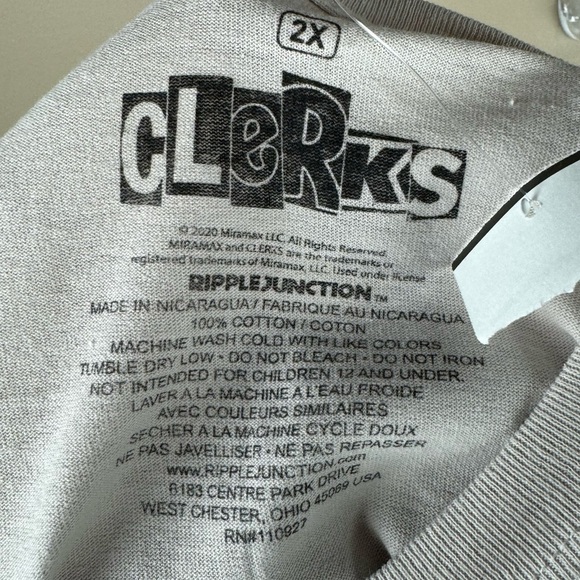 2X
CLeRKS
© 2020 Miramax LLC. All Rights Reserved.
MIRAMAX and CLERKS are the trademarks or
registered trademarks of Miramax, LLC. Used under license
RIPPLE JUNCTION™
MADE IN NICARAGUA / FABRIQUE AU NICARAGUA
100% COTTON / COTON
MACHINE WASH COLD WITH LIKE COLORS
TUMBLE DRY LOW • DO NOT BLEACH • DO NOT IRON
NOT INTENDED FOR CHILDREN 12 AND UNDER.
LAVER A LA MACHINE A L'EAU FROIDE
AVEC COULEURS SIMILAIRES
SECHER A LA MACHINE CYCLE DOUX
NE PAS JAVELLISER • NE PAS REPASSER
www.RIPPLEJUNCTION.com
6183 CENTRE PARK DRIVE
WEST CHESTER, OHIO 45069 USA
RN#110927